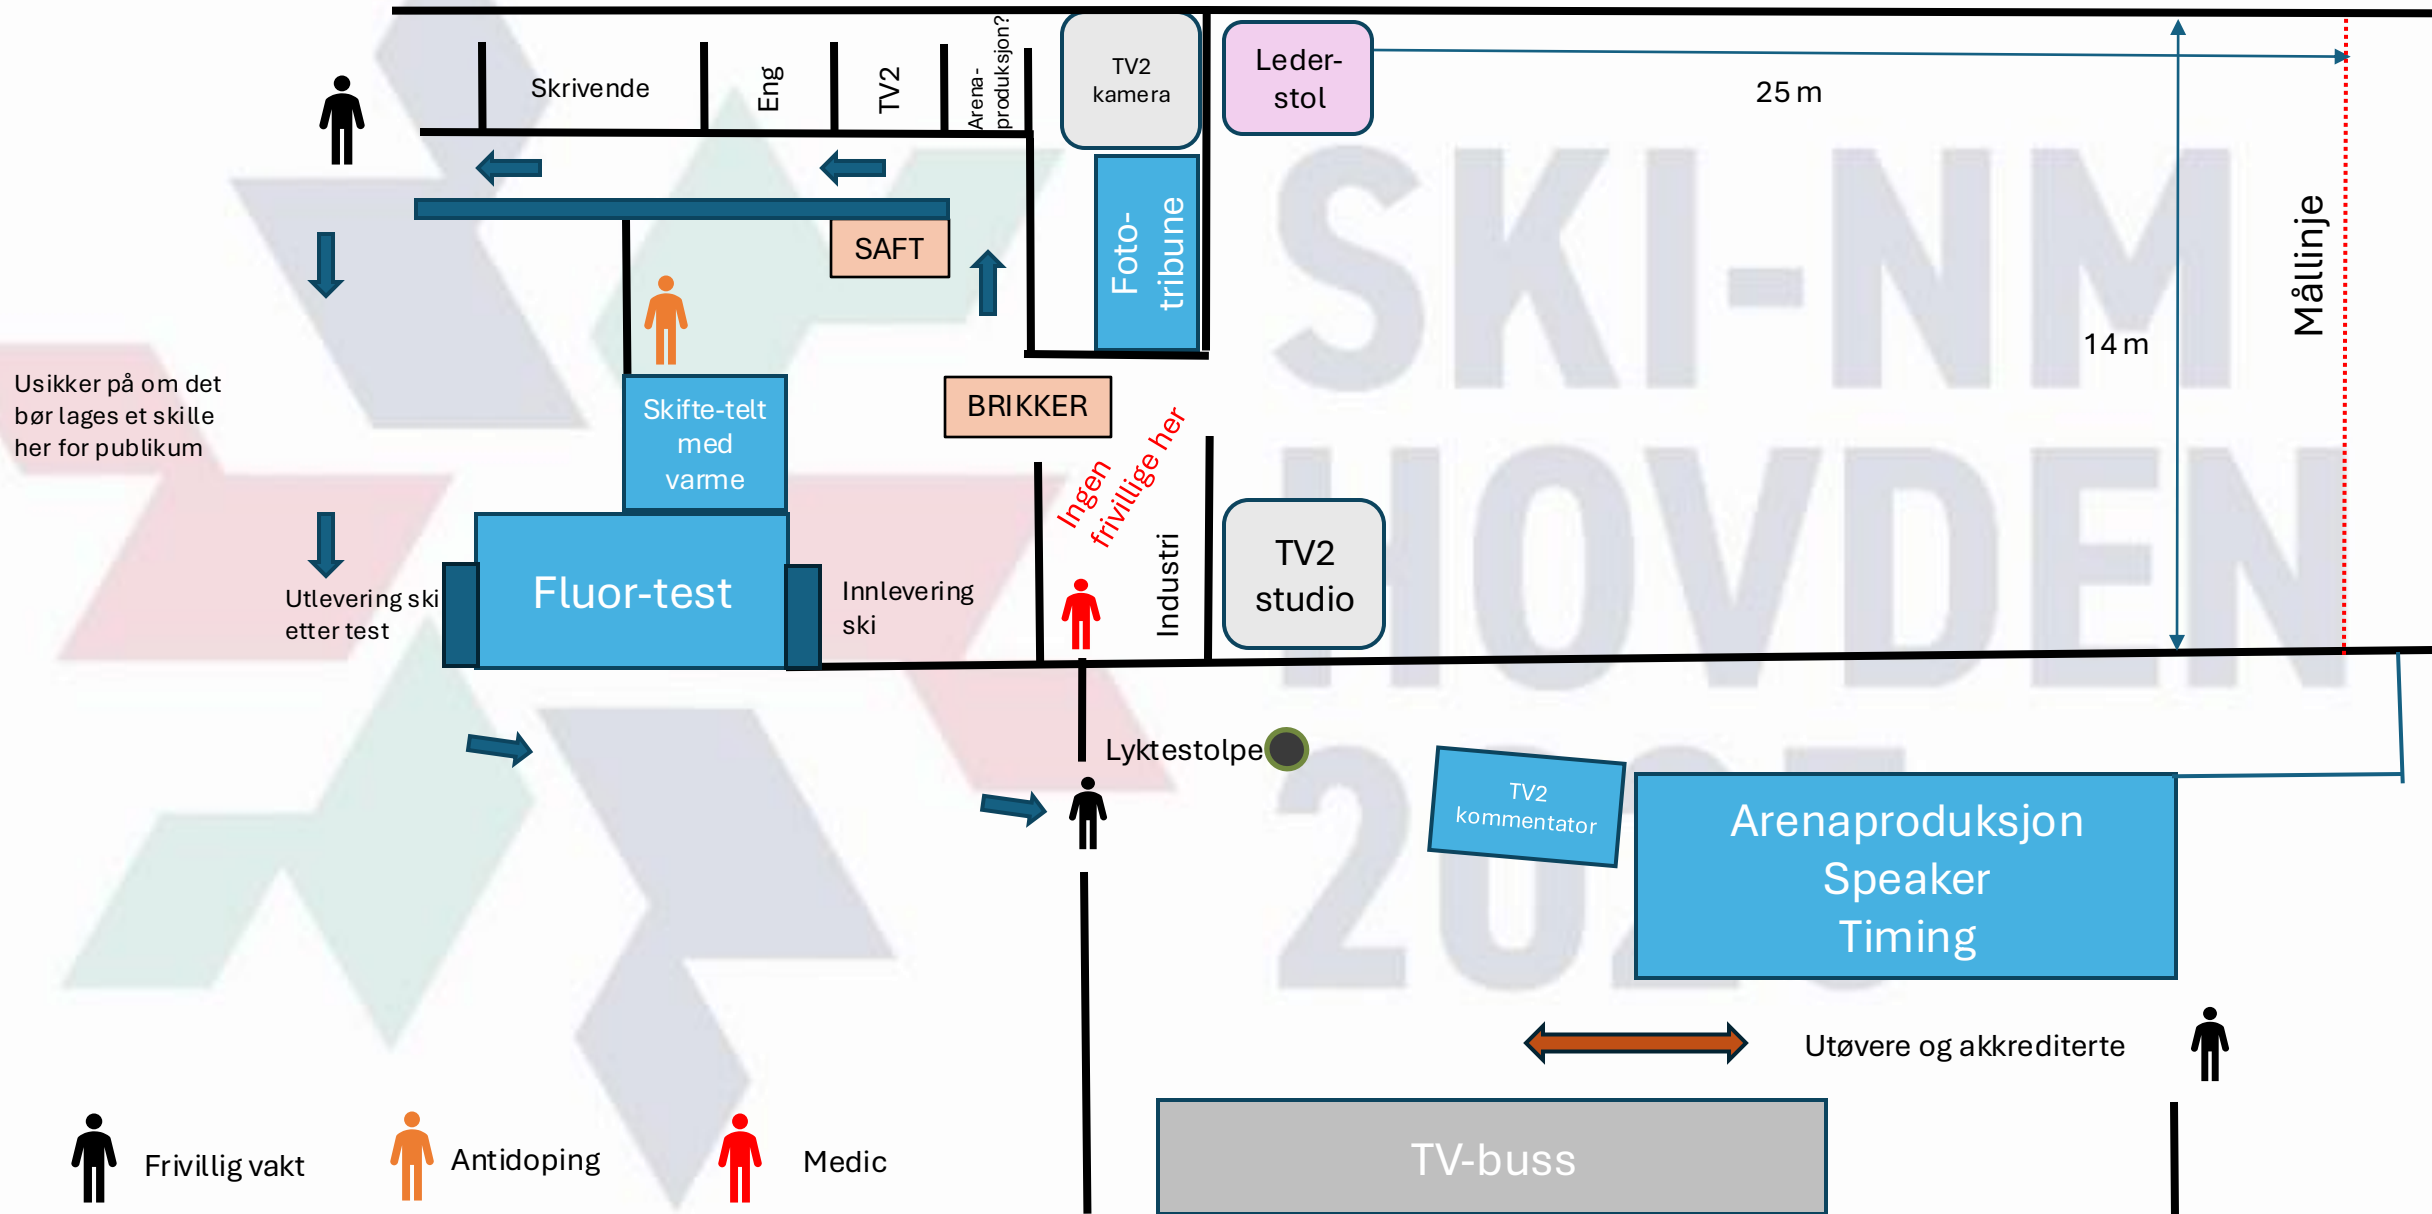 Skrivende
Eng
TV2
Arena-
produksjon?
TV2
kamera
Leder-
stol
25 m
SAFT
Foto-
tribune
Mållinje
14 m
Usikker på om det
bør lages et skille
her for publikum
Skifte-telt
med
varme
BRIKKER
Ingen
frivillige her
Industri
Utlevering ski
etter test
Fluor-test
Innlevering
ski
TV2
studio
Lyktestolpe
TV2
kommentator
Arenaproduksjon
Speaker
Timing
Utøvere og akkrediterte
TV-buss
Frivillig vakt
Antidoping
Medic
SKI-NM
HOVDEN
2025